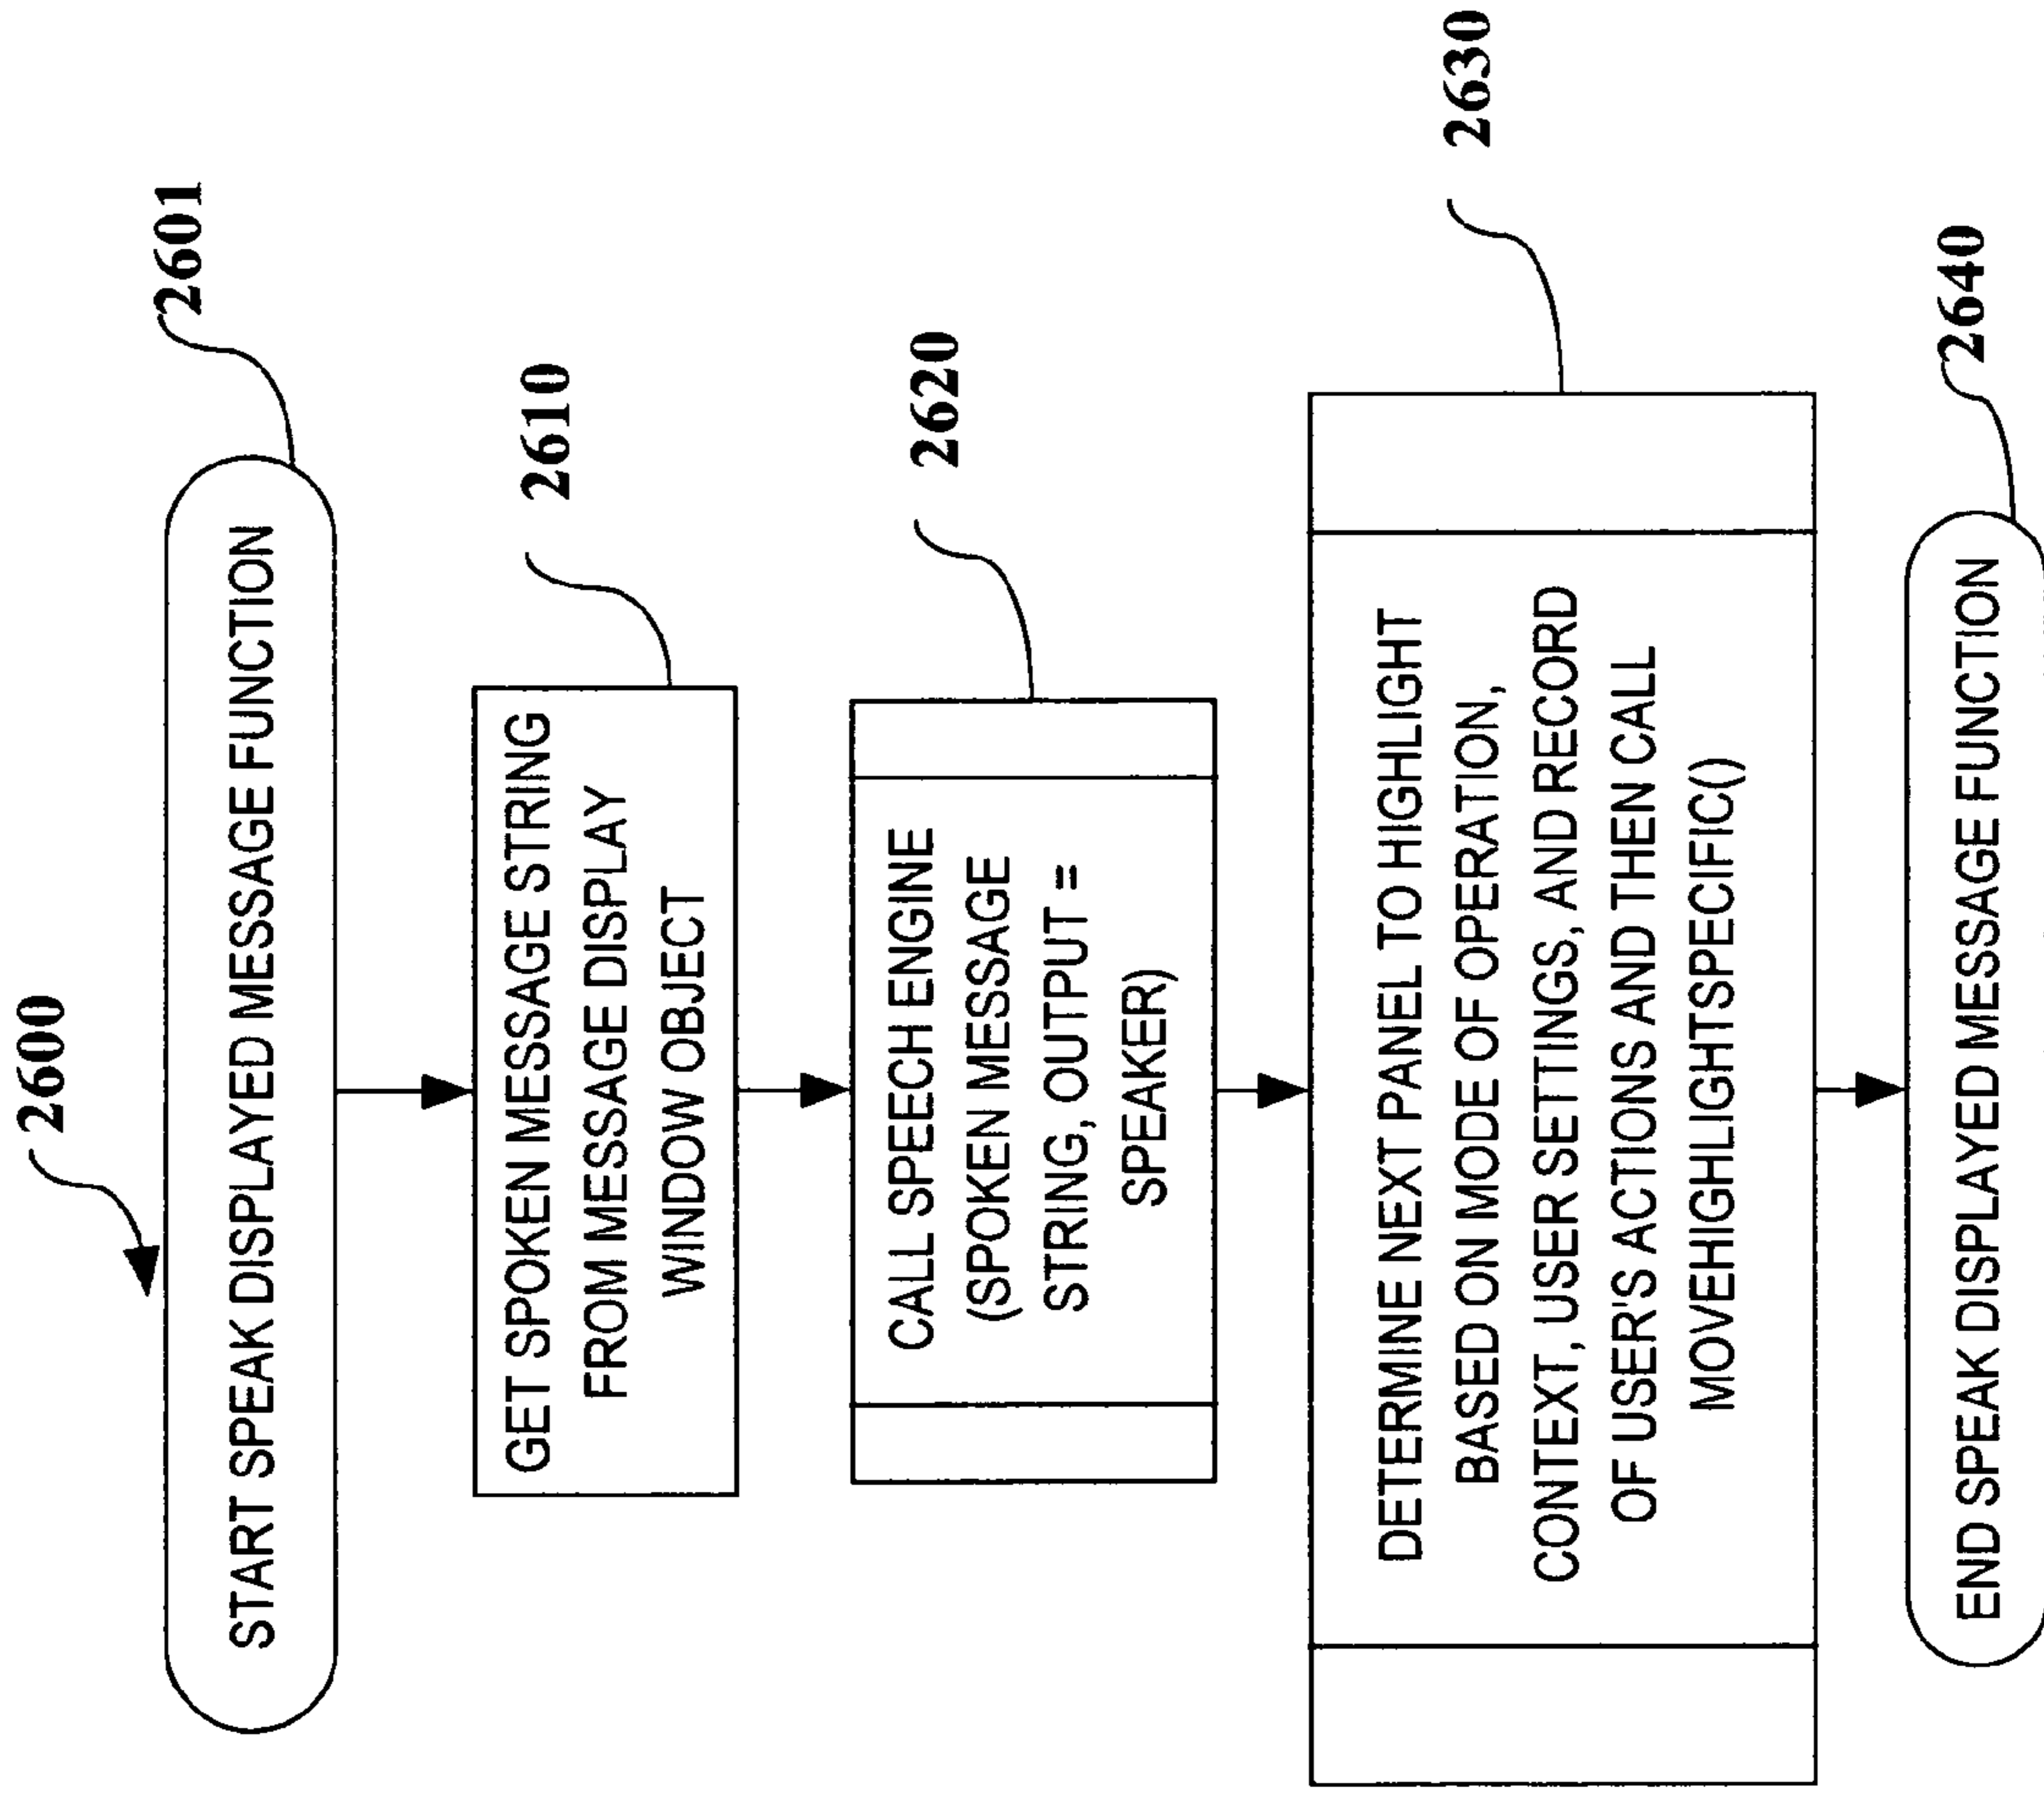 2600
START SPEAK DISPLAYED MESSAGE FUNCTION
2601
GET SPOKEN MESSAGE STRING
FROM MESSAGE DISPLAY
WINDOW OBJECT
2610
CALL SPEECH ENGINE
(SPOKEN MESSAGE
STRING, OUTPUT =
SPEAKER)
2620
DETERMINE NEXT PANEL TO HIGHLIGHT
BASED ON MODE OF OPERATION,
CONTEXT, USER SETTINGS, AND RECORD
OF USER'S ACTIONS AND THEN CALL
MOVEHIGHLIGHTSPECIFIC()
2630
END SPEAK DISPLAYED MESSAGE FUNCTION
2640